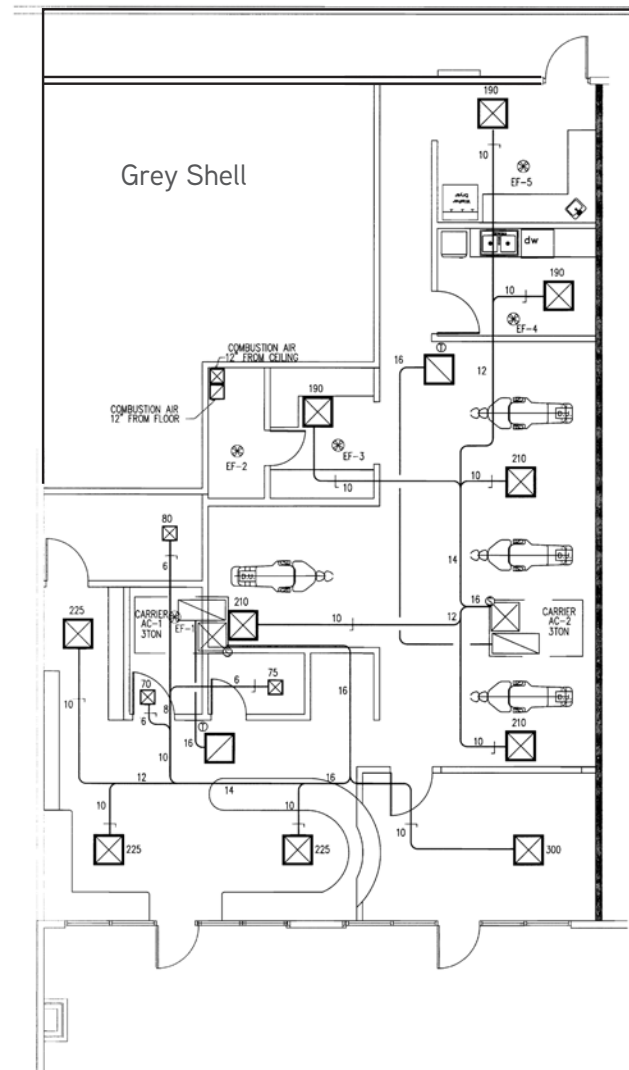 190
10
Grey Shell
EF-5
Washer
Dryer
dw
190
10
EF-4
COMBUSTION AIR
12" FROM CEILING
16
T
12
190
COMBUSTION AIR
12" FROM FLOOR
EF-2
EF-3
10
210
10
80
6
14
D.U.
D.U.
D.U.
16
CARRIER
AC-1
3TON
EF-1
210
10
12
CARRIER
AC-2
3TON
225
10
70
6
8
6
75
16
D.U.
T
16
10
210
10
12
14
16
10
10
10
225
225
300